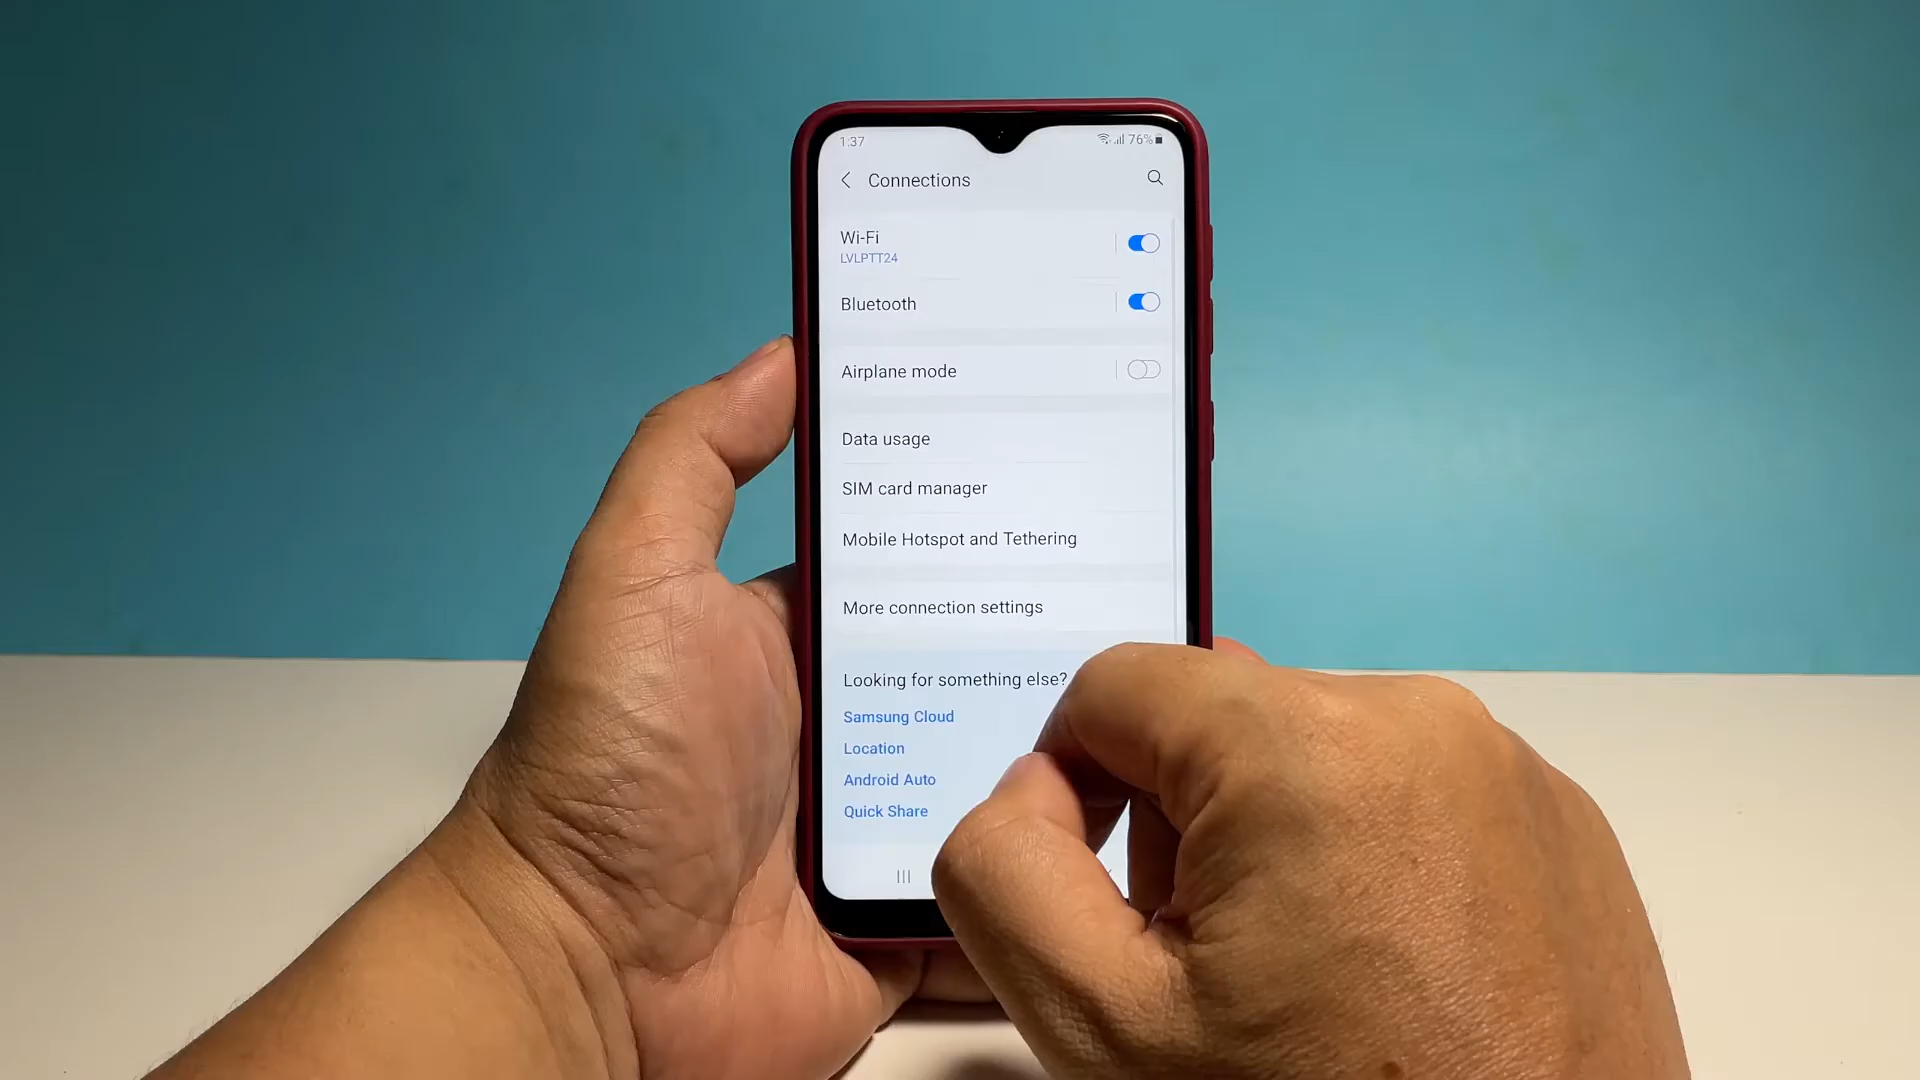 1:37
76%
Connections
Wi-Fi
LVLPTT24
Bluetooth
Airplane mode
Data usage
SIM card manager
Mobile Hotspot and Tethering
More connection settings
Looking for something else?
Samsung Cloud
Location
Android Auto
Quick Share